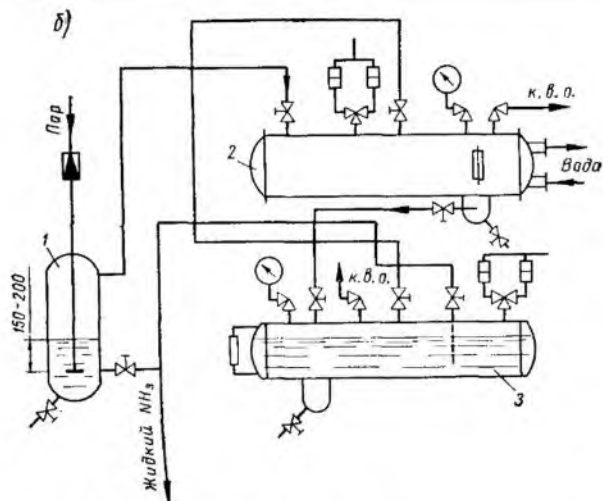 б)
Пар
1
150-200
2
к. в. о.
Вода
к. в. о.
3
Жидкий NH₃